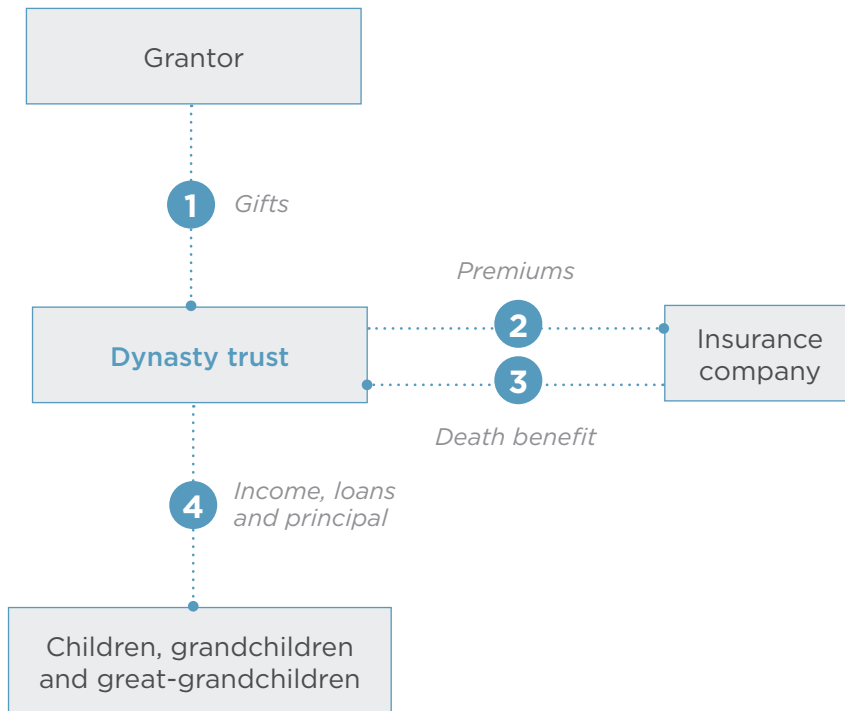 Grantor
1 Gifts
Premiums
2
Dynasty trust
Insurance
company
3
Death benefit
4 Income, loans
and principal
Children, grandchildren
and great-grandchildren